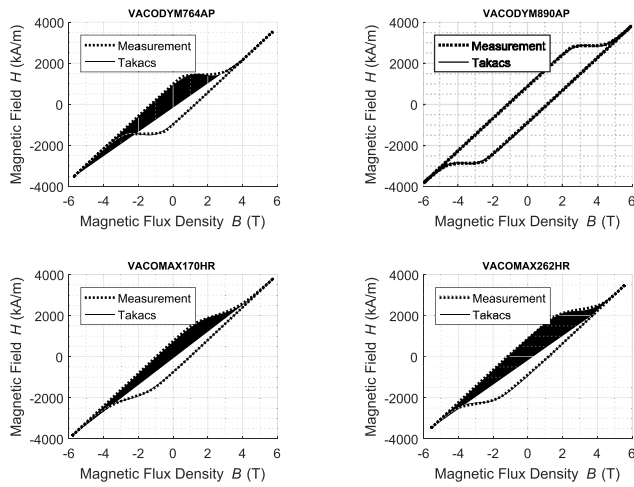 VACODYM764AP
4000
2000
0
-2000
-4000
Magnetic Field H (kA/m)
Measurement
Takacs
-6 -4 -2 0 2 4 6
Magnetic Flux Density B (T)
VACODYM890AP
4000
2000
0
-2000
-4000
Magnetic Field H (kA/m)
Measurement
Takacs
-6 -4 -2 0 2 4 6
Magnetic Flux Density B (T)
VACOMAX170HR
4000
2000
0
-2000
-4000
Magnetic Field H (kA/m)
Measurement
Takacs
-6 -4 -2 0 2 4 6
Magnetic Flux Density B (T)
VACOMAX262HR
4000
2000
0
-2000
-4000
Magnetic Field H (kA/m)
Measurement
Takacs
-6 -4 -2 0 2 4 6
Magnetic Flux Density B (T)